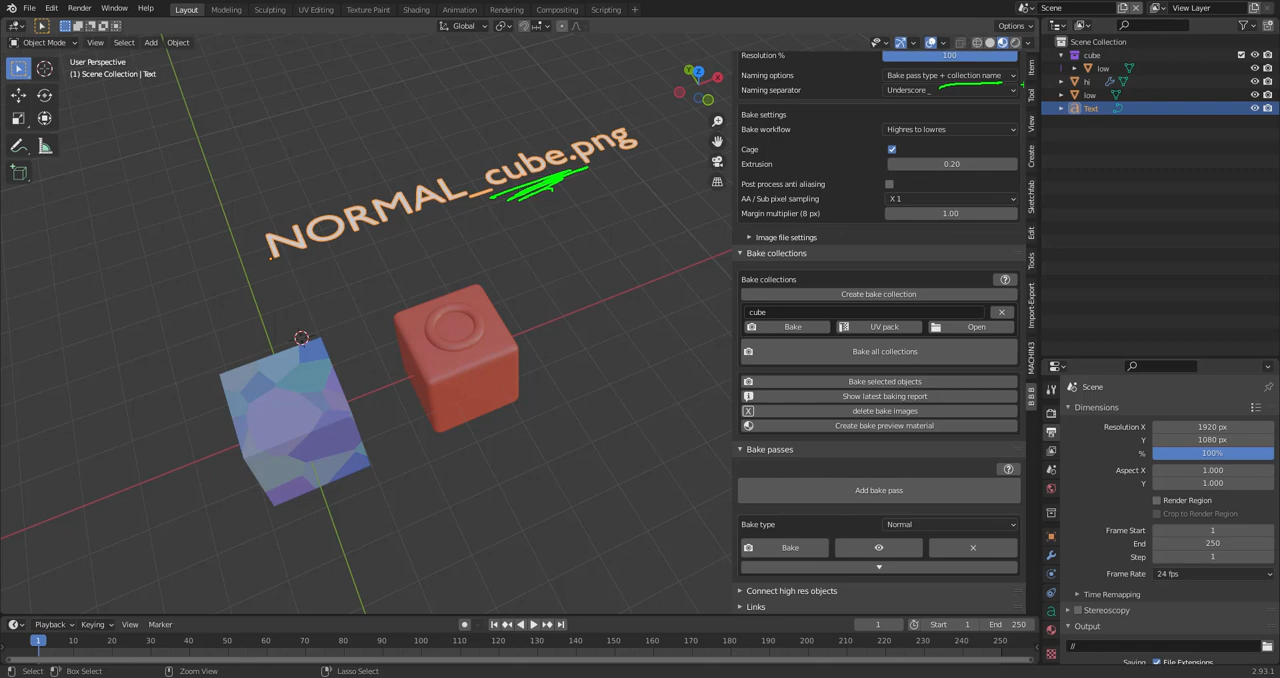 File Edit Render Window Help
Layout Modeling Sculpting UV Editing Texture Paint Shading Animation Rendering Compositing Scripting +
Scene
View Layer
Object Mode View Select Add Object
Global
Options
User Perspective
(1) Scene Collection | Text
NORMAL_cube.png
Z
Y
X
Resolution %
100
Naming options
Bake pass type + collection name
Naming separator
Underscore _
Bake settings
Bake workflow
Highres to lowres
Cage
Extrusion
0.20
Post process anti aliasing
AA / Sub pixel sampling
X 1
Margin multiplier (8 px)
1.00
Image file settings
Bake collections
Bake collections
Create bake collection
cube
Bake
UV pack
Open
Bake all collections
Bake selected objects
Show latest baking report
delete bake images
Create bake preview material
Bake passes
Add bake pass
Bake type
Normal
Bake
Connect high res objects
Links
Item
Tool
View
Create
Sketchfab
Edit
Tools
Import-Export
MACHIN3
B B B
Scene Collection
cube
low
hi
low
Text
Scene
Dimensions
Resolution X
1920 px
Y
1080 px
%
100%
Aspect X
1.000
Y
1.000
Render Region
Crop to Render Region
Frame Start
1
End
250
Step
1
Frame Rate
24 fps
Time Remapping
Stereoscopy
Output
//
Saving
File Extensions
Playback Keying View Marker
1
Start 1
End 250
1 10 20 30 40 50 60 70 80 90 100 110 120 130 140 150 160 170 180 190 200 210 220 230 240 250
Select
Box Select
Zoom View
Lasso Select
2.93.1